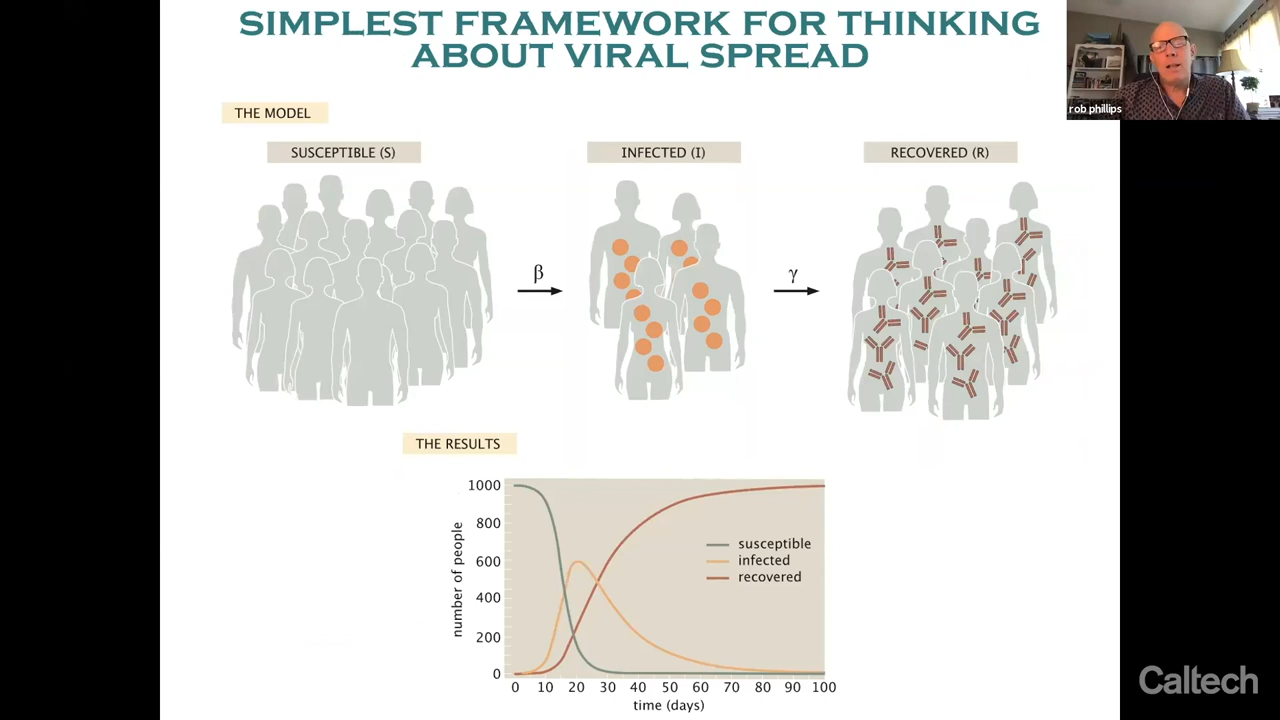 SIMPLEST FRAMEWORK FOR THINKING
ABOUT VIRAL SPREAD
rob phillips
THE MODEL
SUSCEPTIBLE (S)
INFECTED (I)
RECOVERED (R)
β
γ
THE RESULTS
number of people
1000
800
600
400
200
0
susceptible
infected
recovered
0 10 20 30 40 50 60 70 80 90 100
time (days)
Caltech